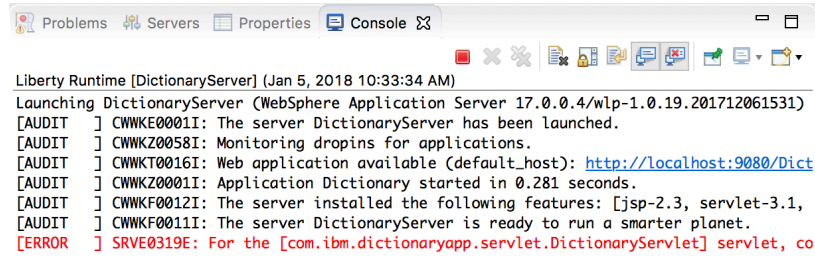 Problems Servers Properties Console
Liberty Runtime [DictionaryServer] (Jan 5, 2018 10:33:34 AM)
Launching DictionaryServer (WebSphere Application Server 17.0.0.4/wlp-1.0.19.201712061531)
[AUDIT   ] CWWKE0001I: The server DictionaryServer has been launched.
[AUDIT   ] CWWKZ0058I: Monitoring dropins for applications.
[AUDIT   ] CWWKT0016I: Web application available (default_host): http://localhost:9080/Dict
[AUDIT   ] CWWKZ0001I: Application Dictionary started in 0.281 seconds.
[AUDIT   ] CWWKF0012I: The server installed the following features: [jsp-2.3, servlet-3.1,
[AUDIT   ] CWWKF0011I: The server DictionaryServer is ready to run a smarter planet.
[ERROR   ] SRVE0319E: For the [com.ibm.dictionaryapp.servlet.DictionaryServlet] servlet, co